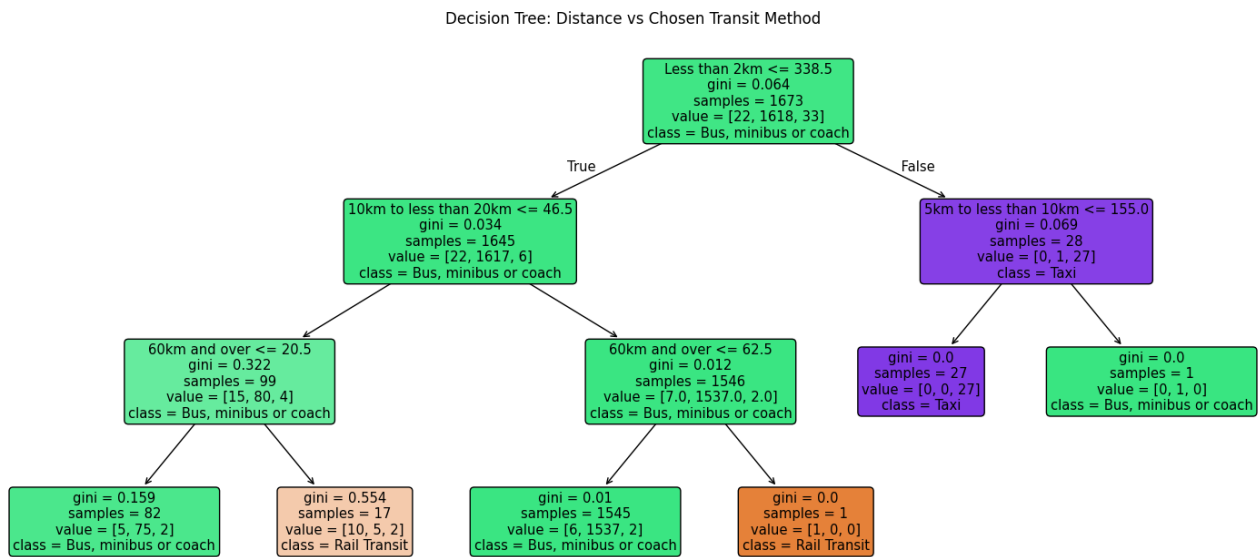 Decision Tree: Distance vs Chosen Transit Method
Less than 2km <= 338.5
gini = 0.064
samples = 1673
value = [22, 1618, 33]
class = Bus, minibus or coach
True
False
10km to less than 20km <= 46.5
gini = 0.034
samples = 1645
value = [22, 1617, 6]
class = Bus, minibus or coach
5km to less than 10km <= 155.0
gini = 0.069
samples = 28
value = [0, 1, 27]
class = Taxi
60km and over <= 20.5
gini = 0.322
samples = 99
value = [15, 80, 4]
class = Bus, minibus or coach
60km and over <= 62.5
gini = 0.012
samples = 1546
value = [7.0, 1537.0, 2.0]
class = Bus, minibus or coach
gini = 0.0
samples = 27
value = [0, 0, 27]
class = Taxi
gini = 0.0
samples = 1
value = [0, 1, 0]
class = Bus, minibus or coach
gini = 0.159
samples = 82
value = [5, 75, 2]
class = Bus, minibus or coach
gini = 0.554
samples = 17
value = [10, 5, 2]
class = Rail Transit
gini = 0.01
samples = 1545
value = [6, 1537, 2]
class = Bus, minibus or coach
gini = 0.0
samples = 1
value = [1, 0, 0]
class = Rail Transit